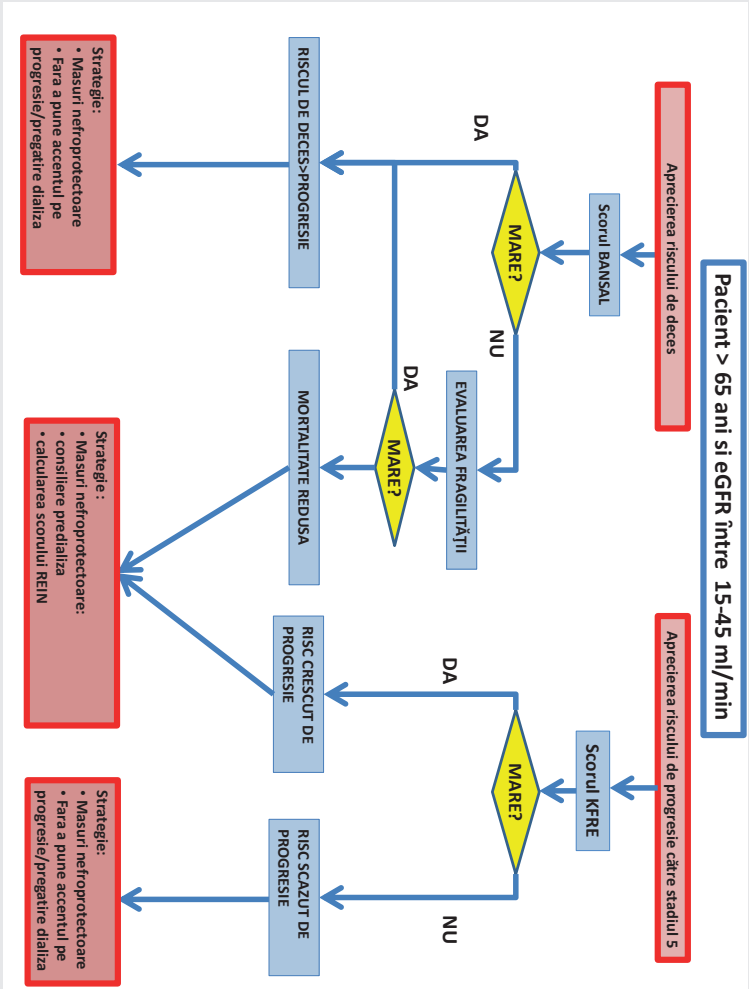 Pacient > 65 ani si eGFR între 15-45 ml/min
Aprecierea riscului de deces
Scorul BANSAL
MARE?
DA
NU
RISCUL DE DECES>PROGRESIE
Strategie:
• Masuri nefroprotectoare
• Fara a pune accentul pe
progresie/pregatire dializa
EVALUAREA FRAGILITĂŢII
MARE?
DA
MORTALITATE REDUSA
Aprecierea riscului de progresie către stadiul 5
Scorul KFRE
MARE?
DA
NU
RISC CRESCUT DE
PROGRESIE
Strategie :
• Masuri nefroprotectoare:
• consiliere predializa
• calcularea scorului REIN
RISC SCAZUT DE
PROGRESIE
Strategie:
• Masuri nefroprotectoare
• Fara a pune accentul pe
progresie/pregatire dializa